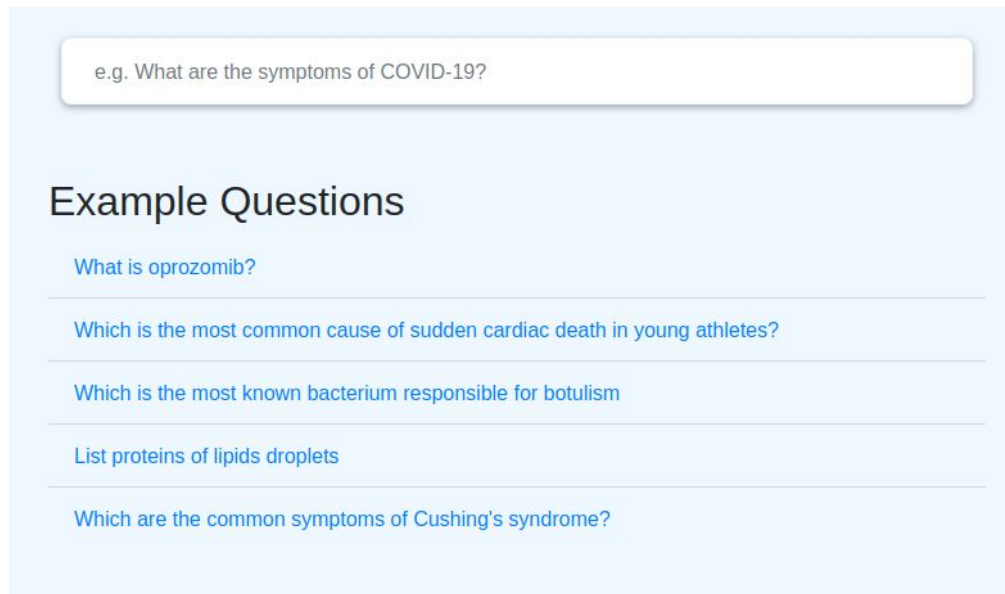 e.g. What are the symptoms of COVID-19?
Example Questions
What is oprozomib?
Which is the most common cause of sudden cardiac death in young athletes?
Which is the most known bacterium responsible for botulism
List proteins of lipids droplets
Which are the common symptoms of Cushing's syndrome?